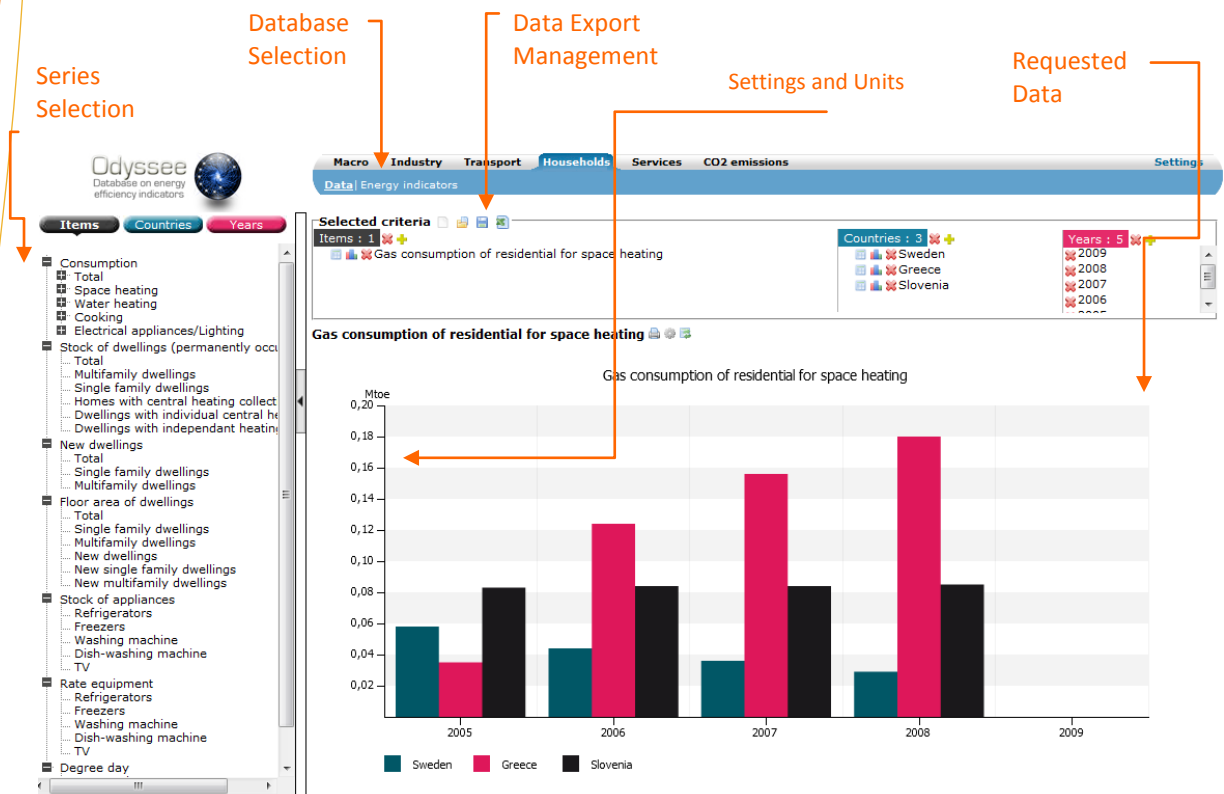 Database
Selection
Data Export
Management
Series
Selection
Settings and Units
Requested
Data
Odyssee
Database on energy
efficiency indicators
Macro Industry Transport Households Services CO2 emissions Settings
Data| Energy indicators
Items Countries Years
Consumption
Total
Space heating
Water heating
Cooking
Electrical appliances/Lighting
Stock of dwellings (permanently occu
Total
Multifamily dwellings
Single family dwellings
Homes with central heating collect
Dwellings with individual central he
Dwellings with independant heating
New dwellings
Total
Single family dwellings
Multifamily dwellings
Floor area of dwellings
Total
Single family dwellings
Multifamily dwellings
New dwellings
New single family dwellings
New multifamily dwellings
Stock of appliances
Refrigerators
Freezers
Washing machine
Dish-washing machine
TV
Rate equipment
Refrigerators
Freezers
Washing machine
Dish-washing machine
TV
Degree day
Selected criteria
Items : 1
Gas consumption of residential for space heating
Countries : 3
Sweden
Greece
Slovenia
Years : 5
2009
2008
2007
2006
2005
Gas consumption of residential for space heating
Gas consumption of residential for space heating
Mtoe
0,20
0,18
0,16
0,14
0,12
0,10
0,08
0,06
0,04
0,02
2005 2006 2007 2008 2009
Sweden Greece Slovenia